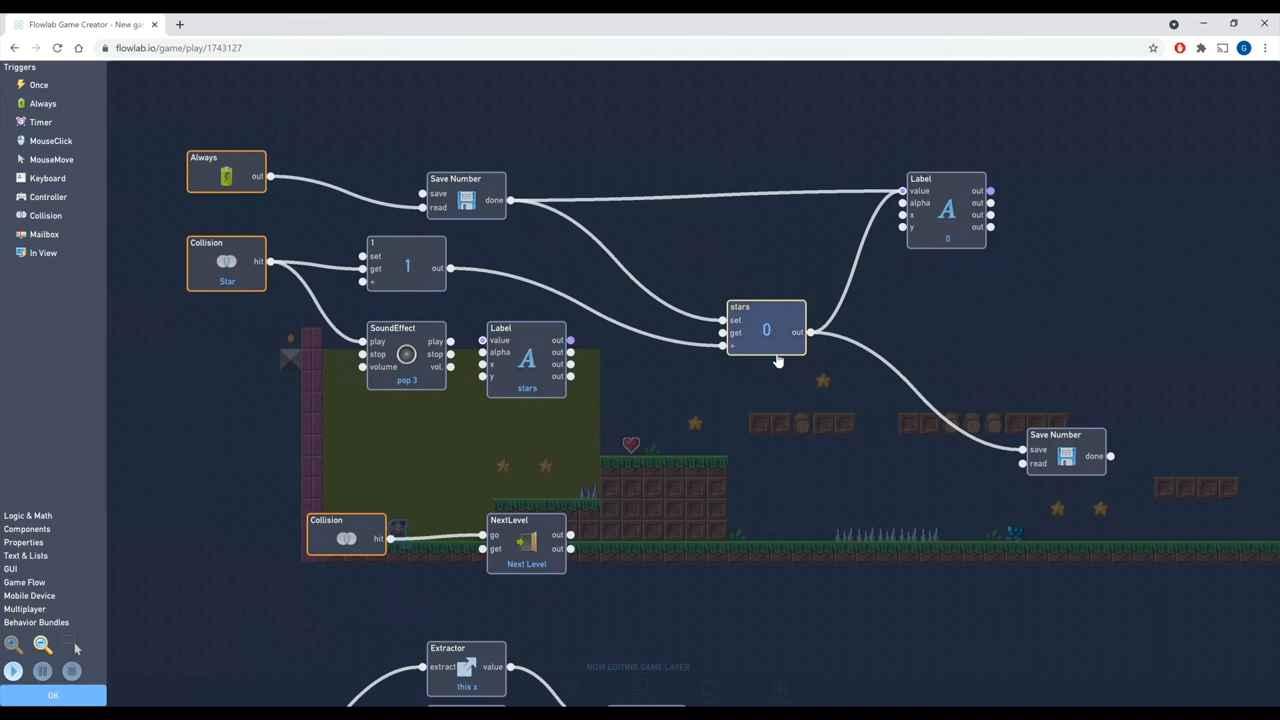 Flowlab Game Creator - New ga
flowlab.io/game/play/1743127
G
Triggers
Once
Always
Timer
MouseClick
MouseMove
Keyboard
Controller
Collision
Mailbox
In View
Logic & Math
Components
Properties
Text & Lists
GUI
Game Flow
Mobile Device
Multiplayer
Behavior Bundles
OK
Always
out
Save Number
save
read
done
Label
value out
alpha out
x out
y out
A
0
Collision
hit
Star
1
set
get
+
1
out
SoundEffect
play play
stop stop
volume vol.
pop 3
Label
value out
alpha out
x out
y out
A
stars
stars
set
get
+
0
out
Save Number
save
read
done
Collision
hit
NextLevel
go out
get out
Next Level
Extractor
extract value
this x
NOW EDITING GAME LAYER